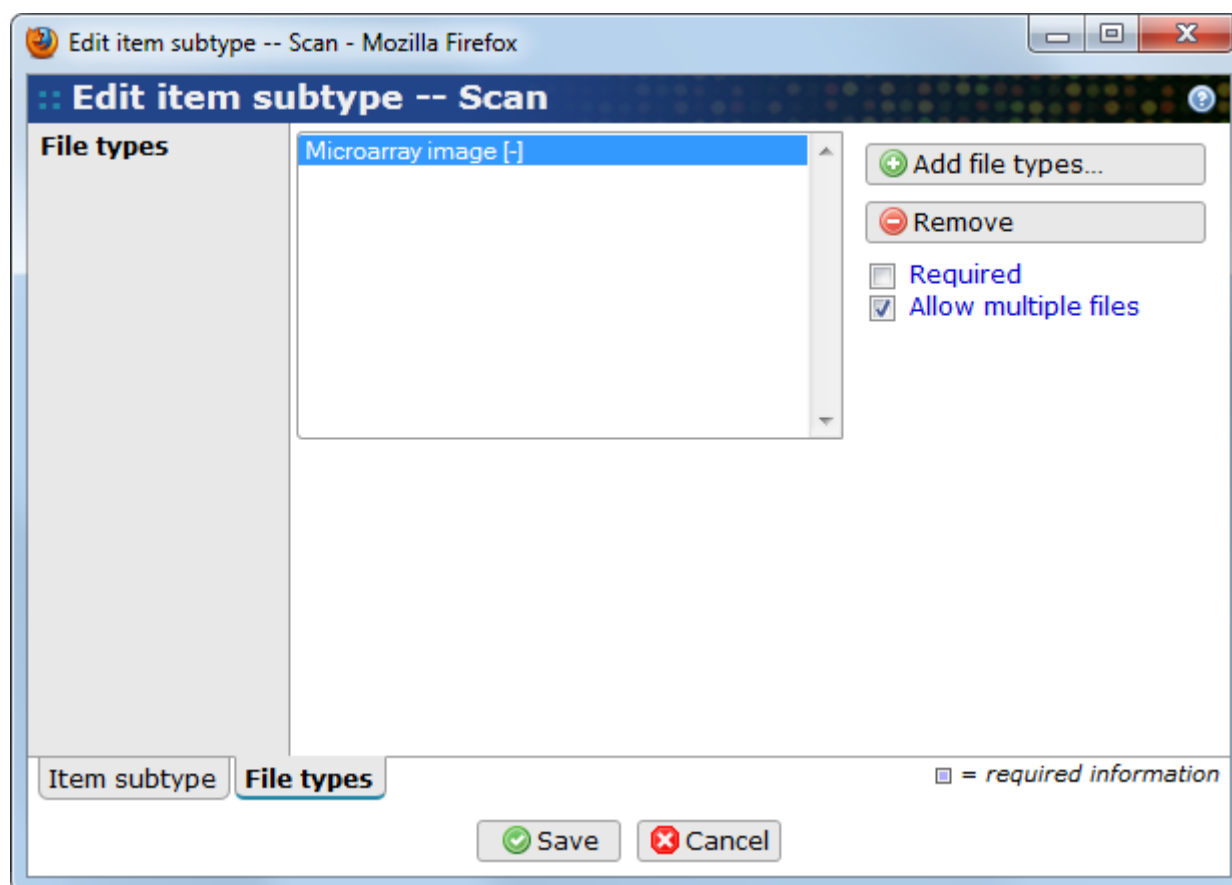 Edit item subtype -- Scan - Mozilla Firefox
:: Edit item subtype -- Scan
File types
Microarray image [-]
Add file types...
Remove
Required
Allow multiple files
Item subtype
File types
= required information
Save
Cancel